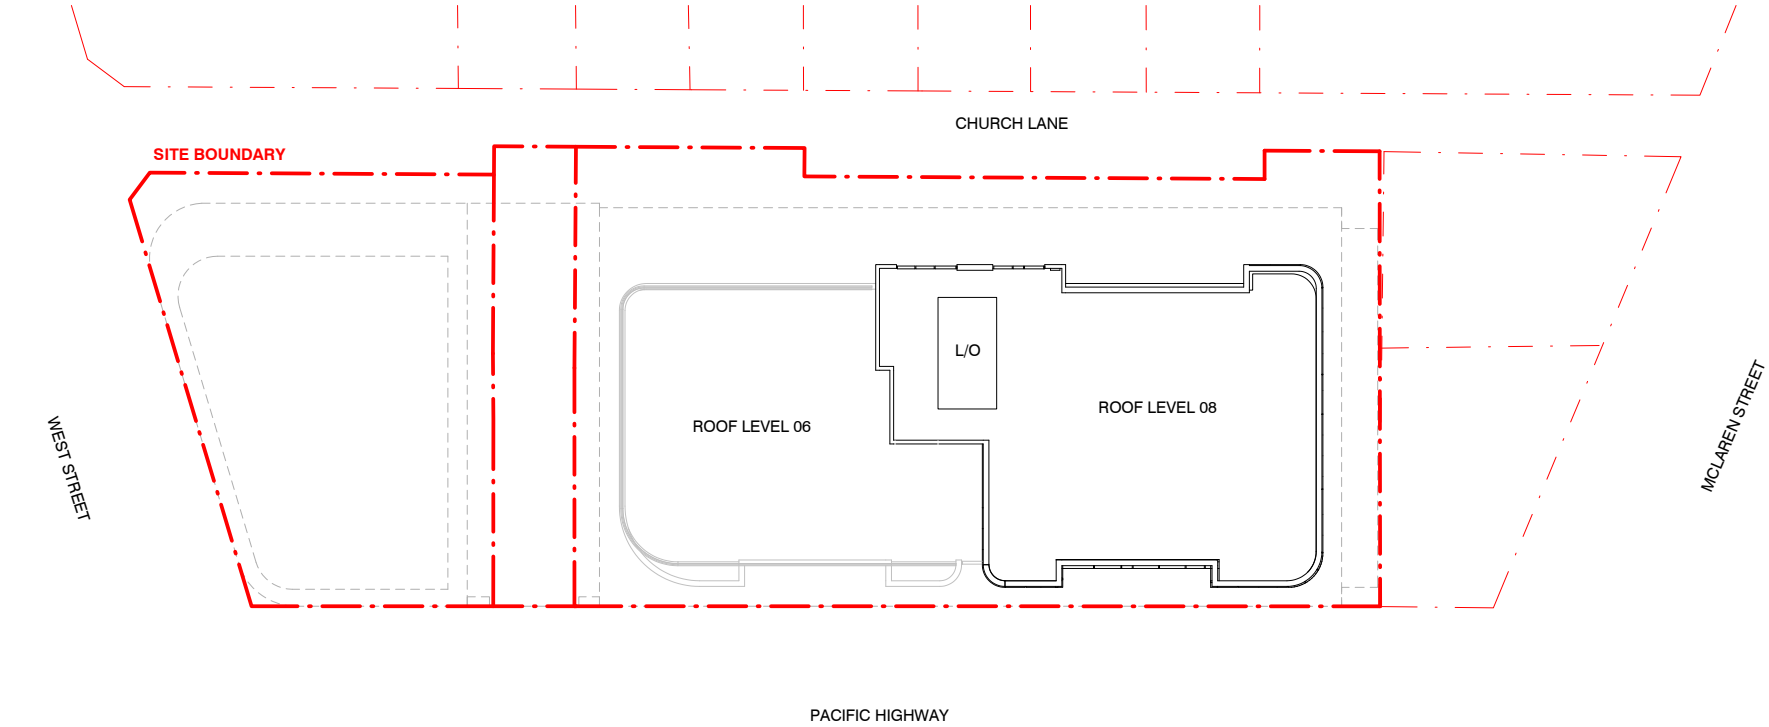 CHURCH LANE
SITE BOUNDARY
L/O
ROOF LEVEL 08
ROOF LEVEL 06
WEST STREET
MCLAREN STREET
PACIFIC HIGHWAY